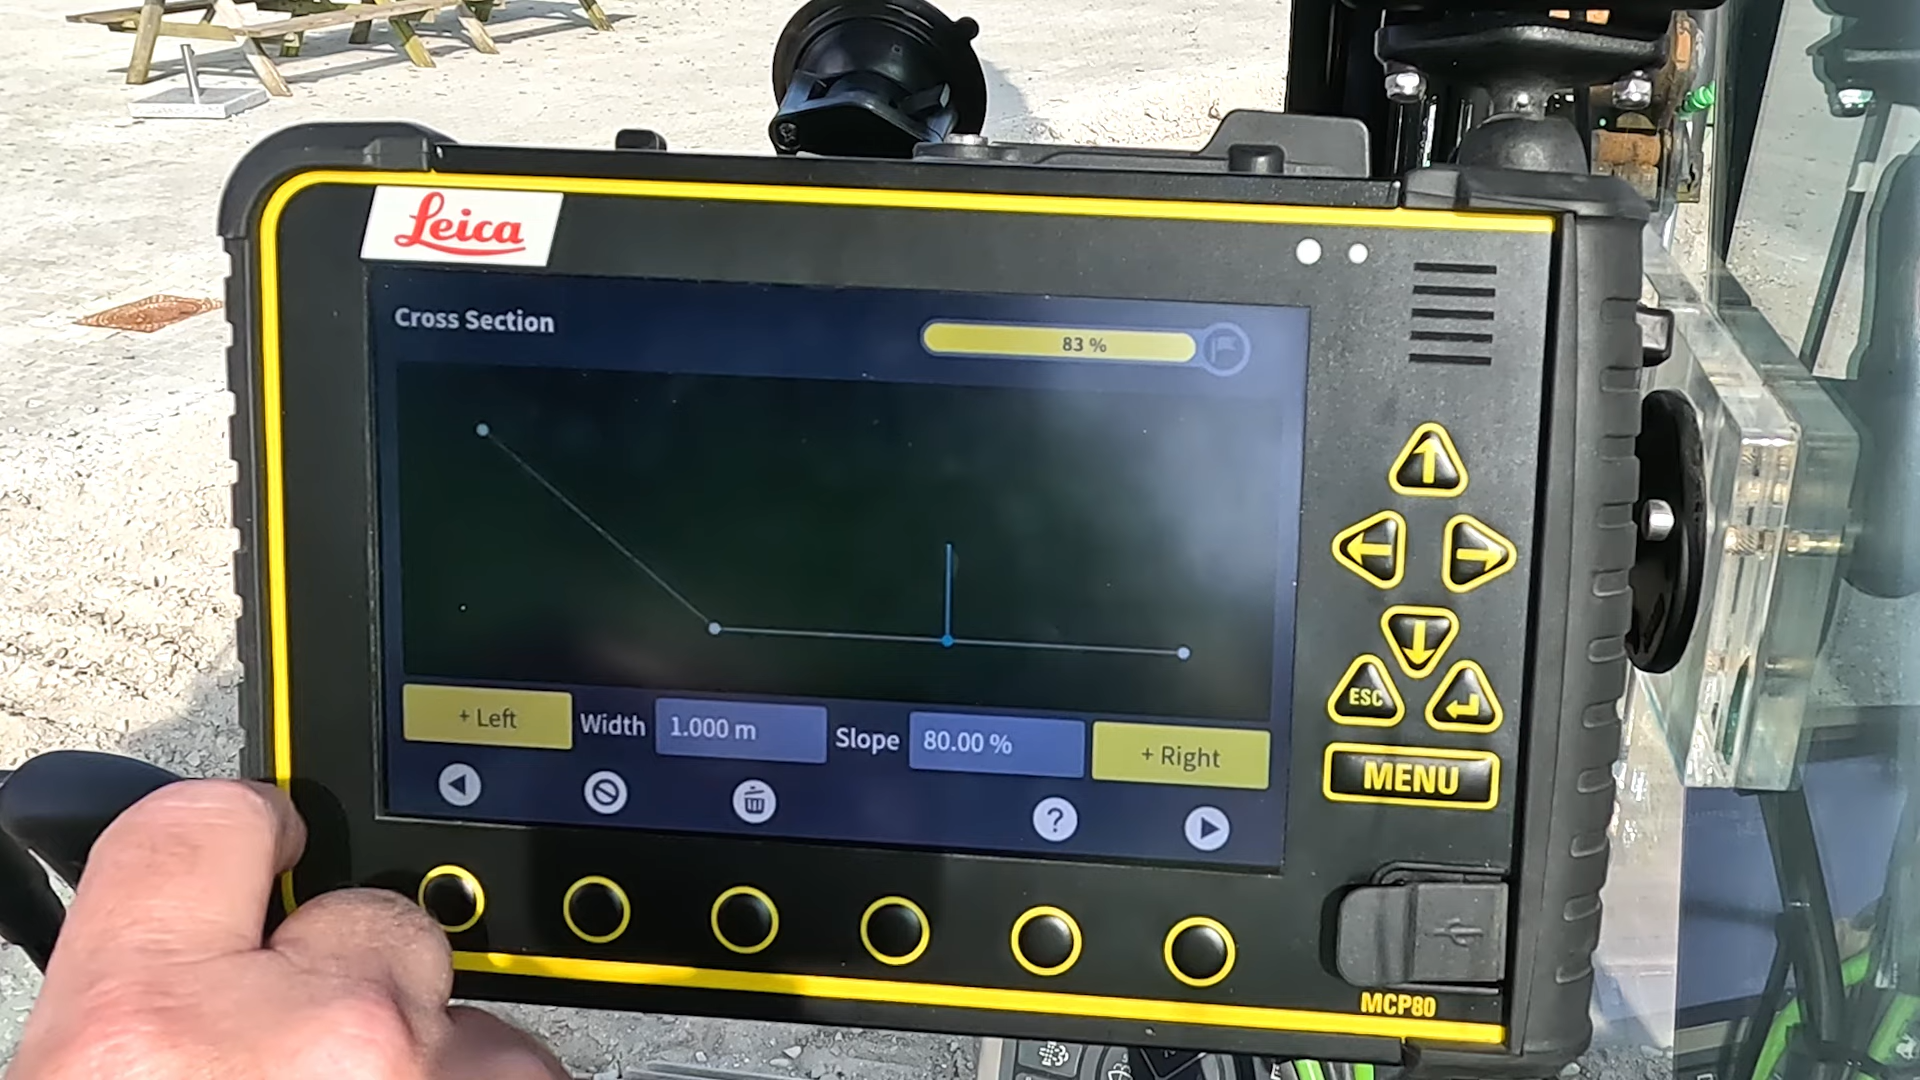 Leica
Cross Section
83 %
+ Left
Width
1.000 m
Slope
80.00 %
+ Right
?
ESC
MENU
MCP80